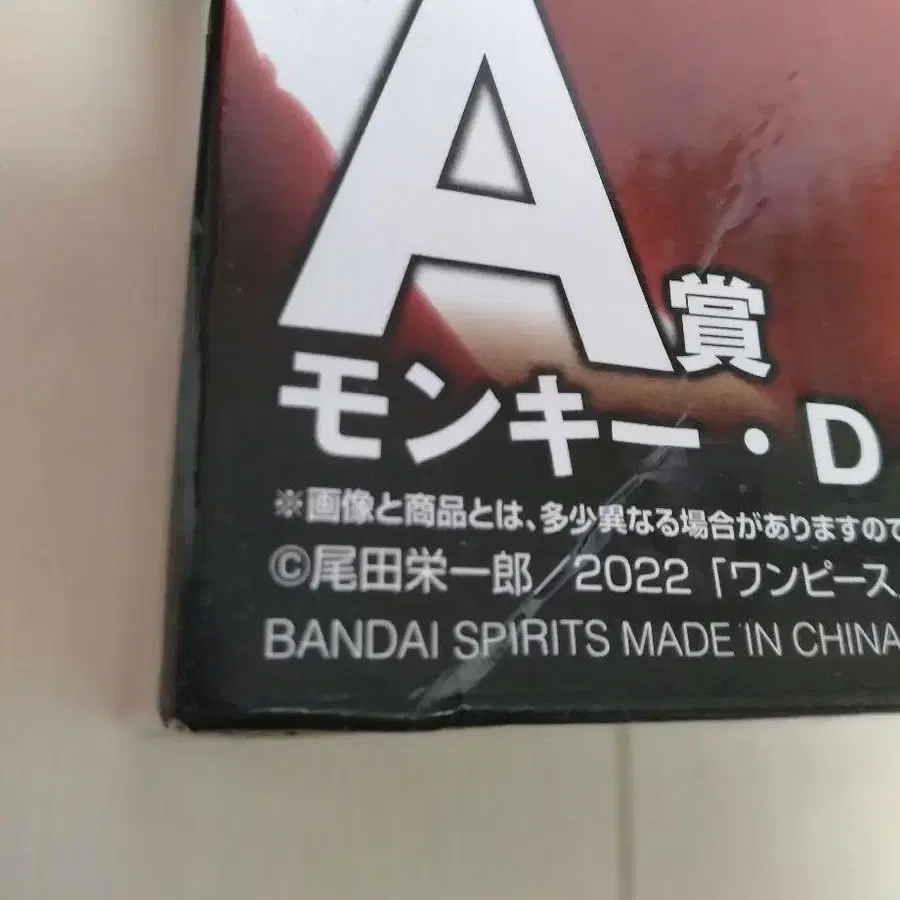 A賞
モンキー・D
※画像と商品とは、多少異なる場合がありますので
©尾田栄一郎／2022「ワンピース」
BANDAI SPIRITS MADE IN CHINA